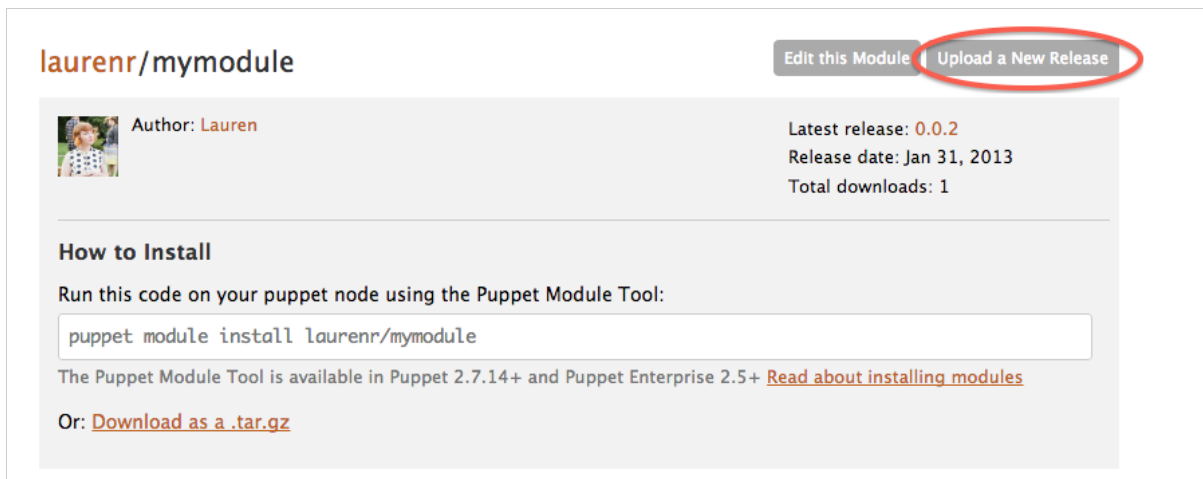 laurenr/mymodule
Edit this Module
Upload a New Release
Author: Lauren
Latest release: 0.0.2
Release date: Jan 31, 2013
Total downloads: 1
How to Install
Run this code on your puppet node using the Puppet Module Tool:
puppet module install laurenr/mymodule
The Puppet Module Tool is available in Puppet 2.7.14+ and Puppet Enterprise 2.5+ Read about installing modules
Or: Download as a .tar.gz